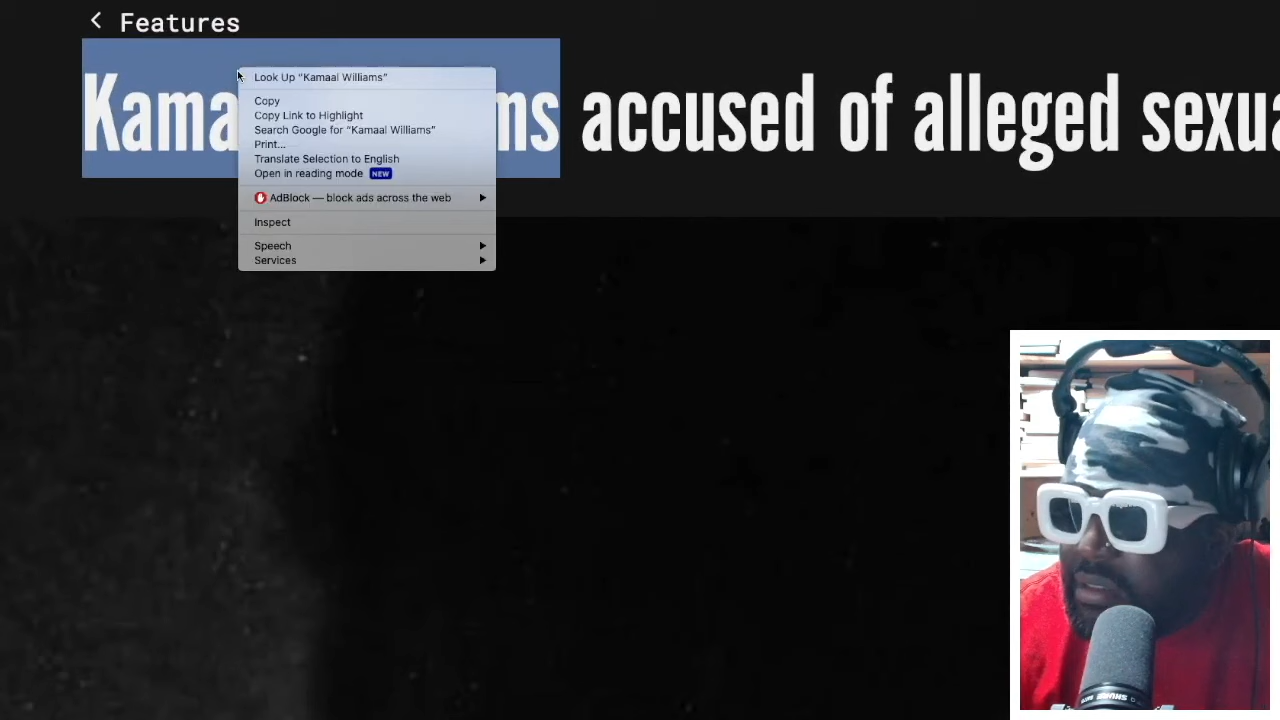 Features
Kama ms accused of alleged sexua
Look Up “Kamaal Williams”
Copy
Copy Link to Highlight
Search Google for “Kamaal Williams”
Print...
Translate Selection to English
Open in reading mode NEW
AdBlock — block ads across the web
Inspect
Speech
Services
SHURE